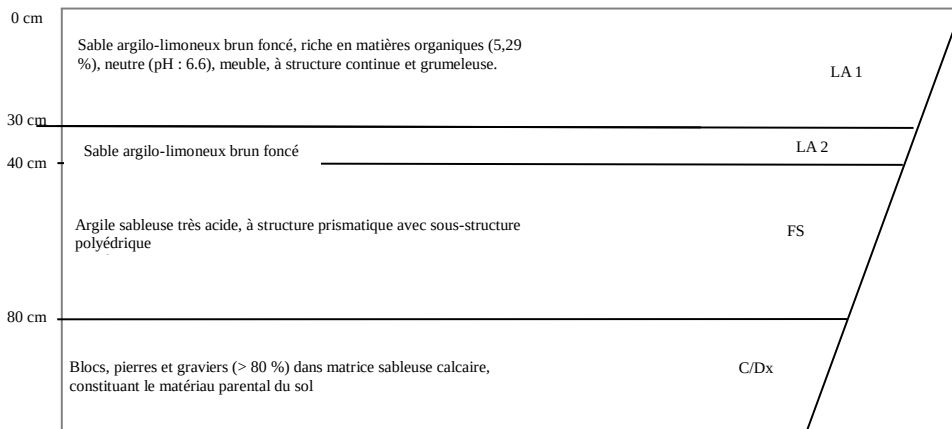 0 cm
Sable argilo-limoneux brun foncé, riche en matières organiques (5,29
%), neutre (pH : 6.6), meuble, à structure continue et grumeleuse.
LA 1
30 cm
Sable argilo-limoneux brun foncé
LA 2
40 cm
Argile sableuse très acide, à structure prismatique avec sous-structure
polyédrique
FS
80 cm
Blocs, pierres et graviers (> 80 %) dans matrice sableuse calcaire,
constituant le matériau parental du sol
C/Dx